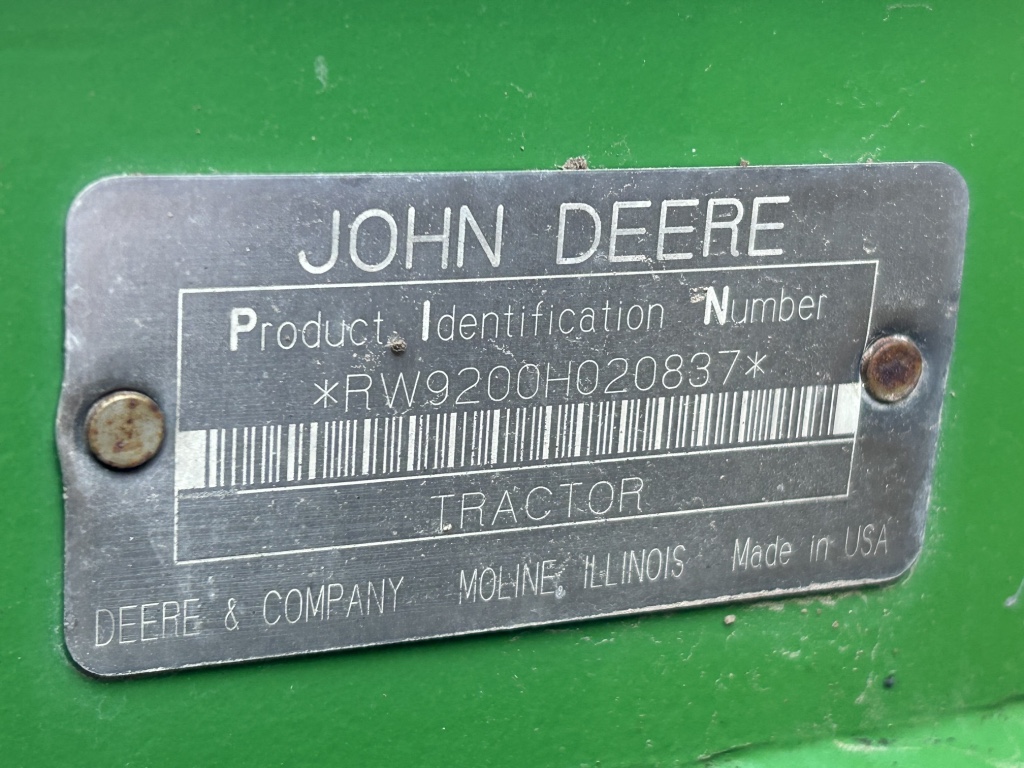 JOHN DEERE
Product Identification Number
*RW9200H020837*
TRACTOR
DEERE & COMPANY MOLINE, ILLINOIS Made in USA